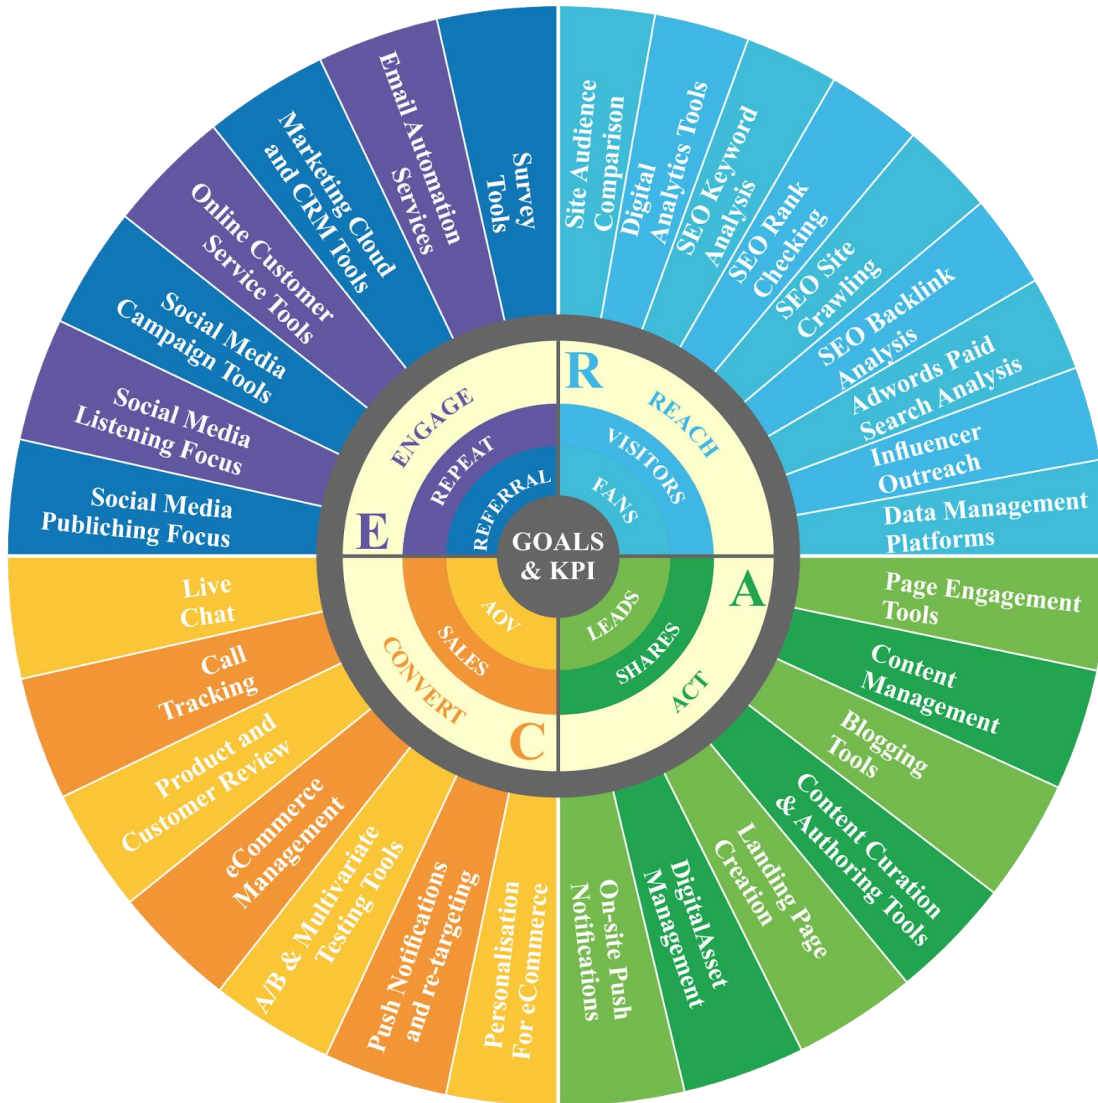 GOALS
& KPI
R
REACH
VISITORS
FANS
Site Audience
Comparison
Digital
Analytics Tools
SEO Keyword
Analysis
SEO Rank
Checking
SEO Site
Crawling
SEO Backlink
Analysis
Adwords Paid
Search Analysis
Influencer
Outreach
Data Management
Platforms
A
ACT
SHARES
LEADS
Page Engagement
Tools
Content
Management
Blogging
Tools
Content Curation
& Authoring Tools
Landing Page
Creation
DigitalAsset
Management
On-site Push
Notifications
C
CONVERT
SALES
AOV
Personalisation
For eCommerce
Push Notifications
and re-targeting
A/B & Multivariate
Testing Tools
eCommerce
Management
Product and
Customer Review
Call
Tracking
Live
Chat
E
ENGAGE
REPEAT
REFERRAL
Social Media
Publiching Focus
Social Media
Listening Focus
Social Media
Campaign Tools
Online Customer
Service Tools
Marketing Cloud
and CRM Tools
Email Automation
Services
Survey
Tools